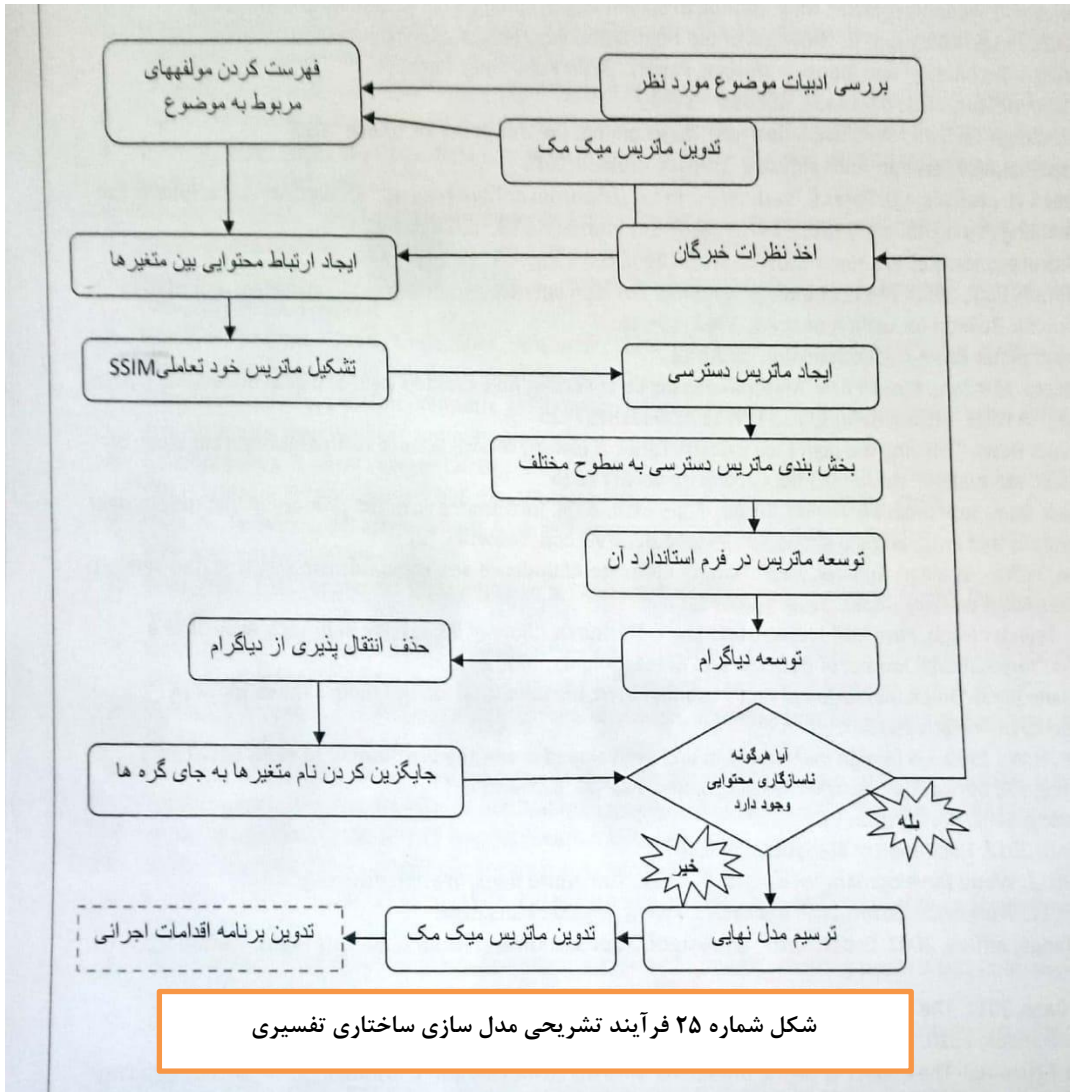 بررسی ادبیات موضوع مورد نظر
فهرست کردن مولفههای
مربوط به موضوع
تدوین ماتریس میک مک
اخذ نظرات خبرگان
ایجاد ارتباط محتوایی بین متغیرها
تشکیل ماتریس خود تعاملیSSIM
ایجاد ماتریس دسترسی
بخش بندی ماتریس دسترسی به سطوح مختلف
توسعه ماتریس در فرم استاندارد آن
توسعه دیاگرام
حذف انتقال پذیری از دیاگرام
جایگزین کردن نام متغیرها به جای گره ها
آیا هرگونه
ناسازگاری محتوایی
وجود دارد
بله
خیر
ترسیم مدل نهایی
تدوین ماتریس میک مک
تدوین برنامه اقدامات اجرائی
شکل شماره ۲۵ فرآیند تشریحی مدل سازی ساختاری تفسیری